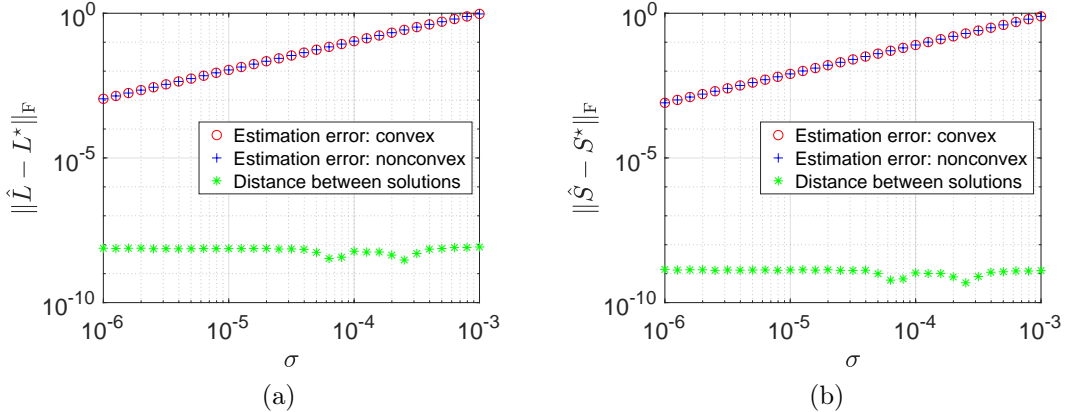 10^0
10^-5
10^-10
‖L̂ − L⋆‖_F
Estimation error: convex
Estimation error: nonconvex
Distance between solutions
10^-6
10^-5
10^-4
10^-3
σ
(a)
10^0
10^-5
10^-10
‖Ŝ − S⋆‖_F
Estimation error: convex
Estimation error: nonconvex
Distance between solutions
10^-6
10^-5
10^-4
10^-3
σ
(b)